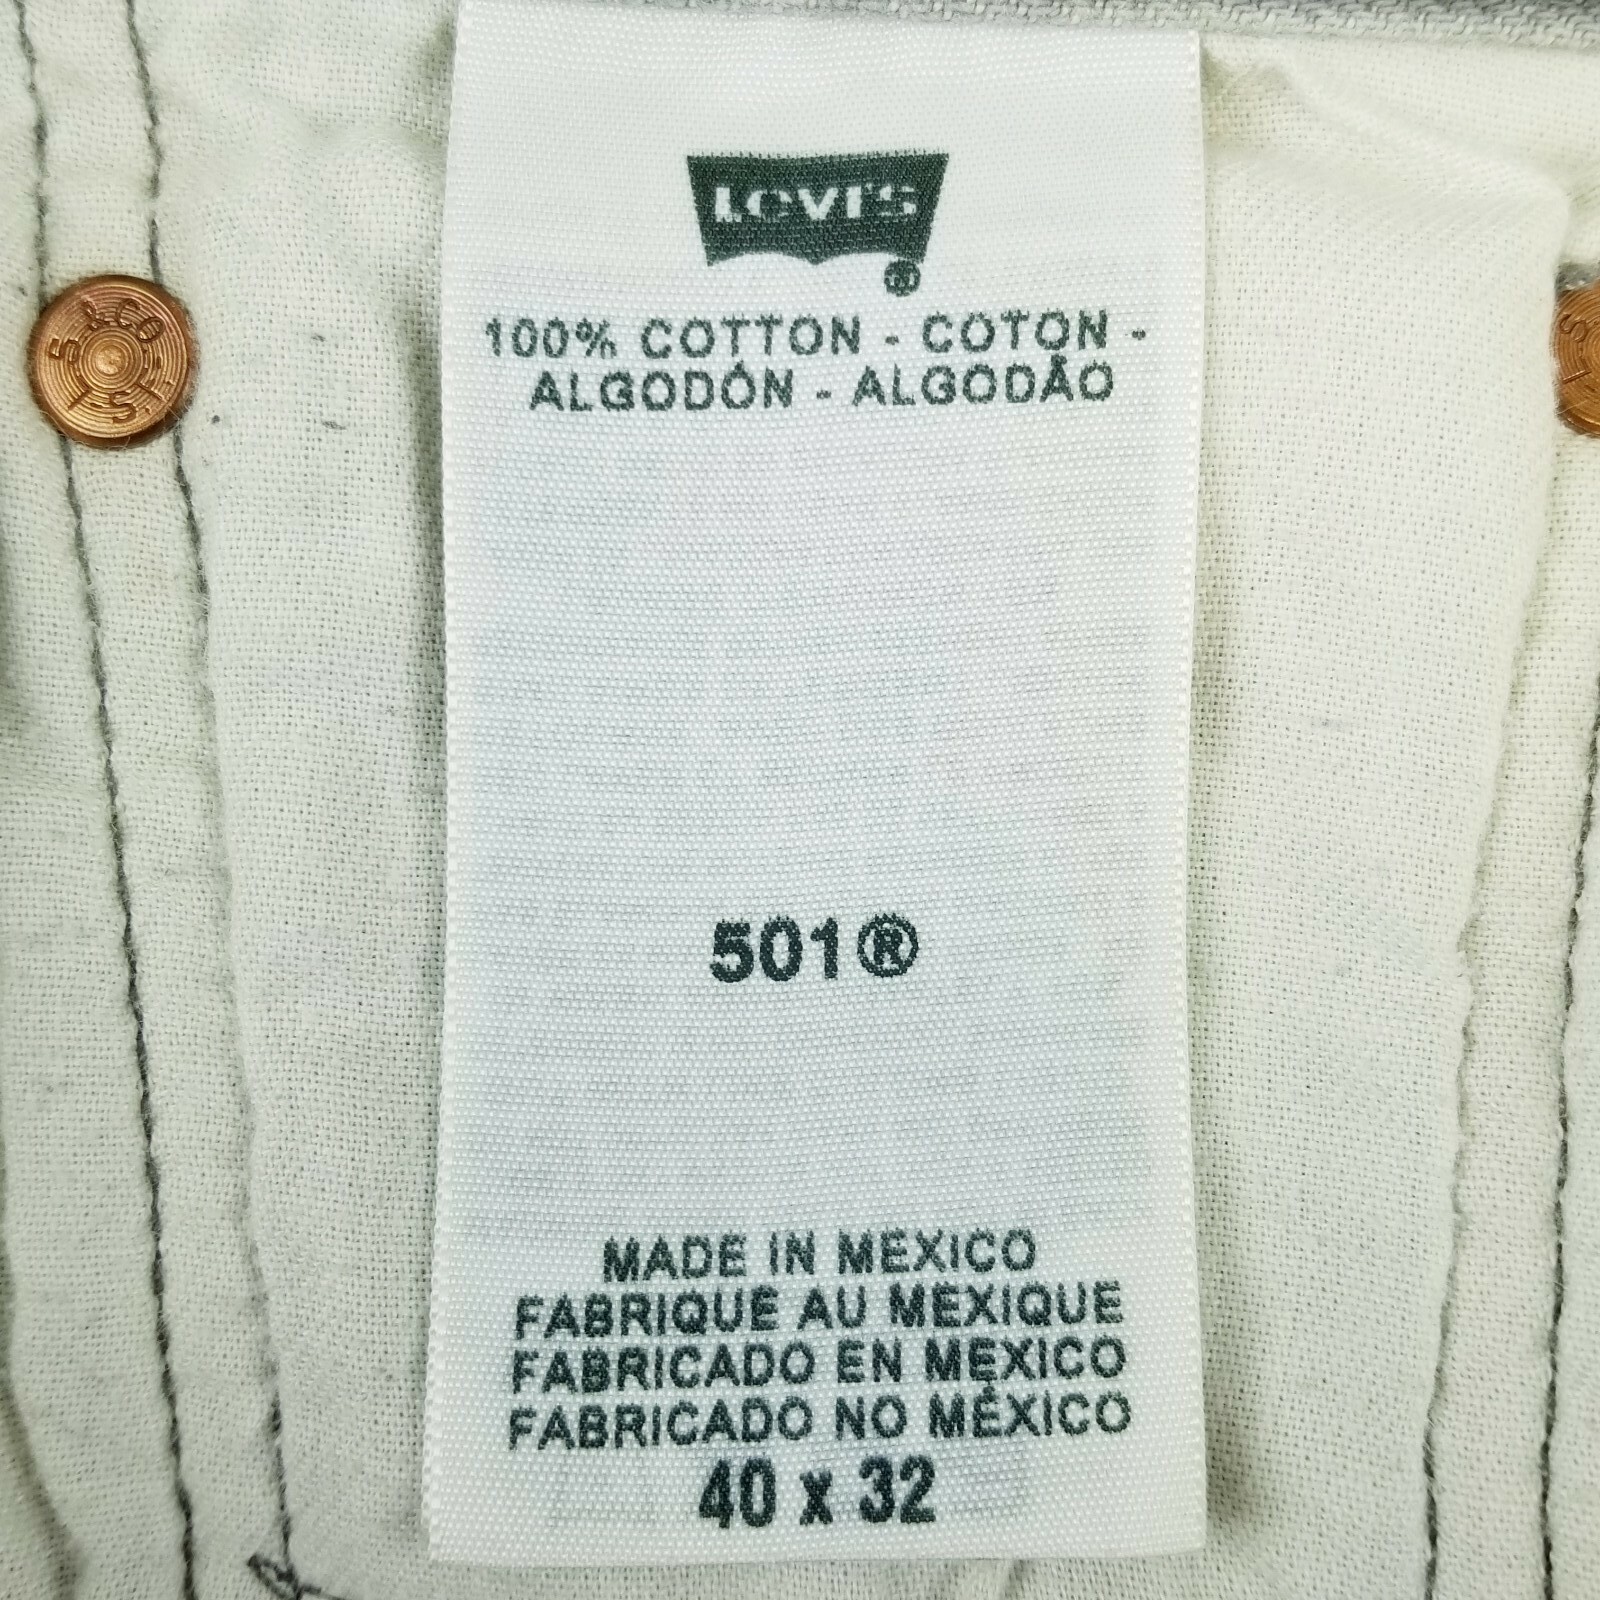 LEVI'S
®
100% COTTON - COTON -
ALGODÓN - ALGODÃO
501®
MADE IN MEXICO
FABRIQUE AU MEXIQUE
FABRICADO EN MEXICO
FABRICADO NO MÉXICO
40 x 32